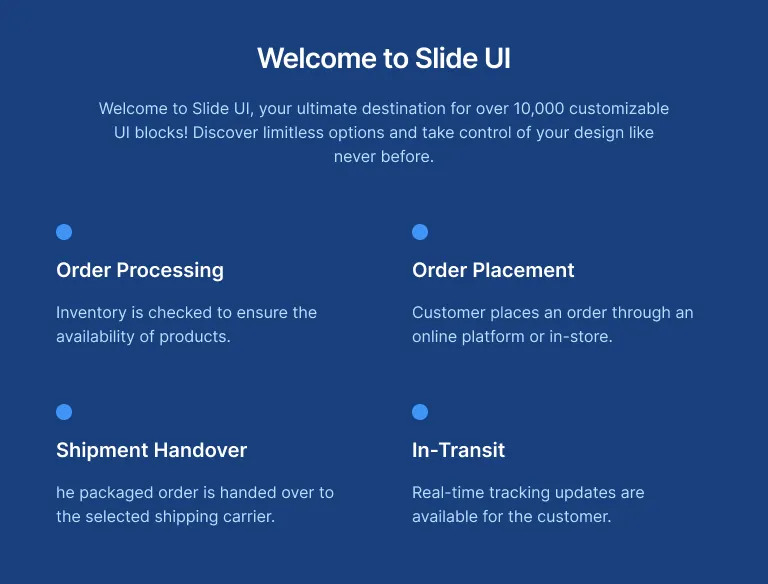 Welcome to Slide UI
Welcome to Slide UI, your ultimate destination for over 10,000 customizable
UI blocks! Discover limitless options and take control of your design like
never before.
Order Processing
Inventory is checked to ensure the
availability of products.
Order Placement
Customer places an order through an
online platform or in-store.
Shipment Handover
he packaged order is handed over to
the selected shipping carrier.
In-Transit
Real-time tracking updates are
available for the customer.